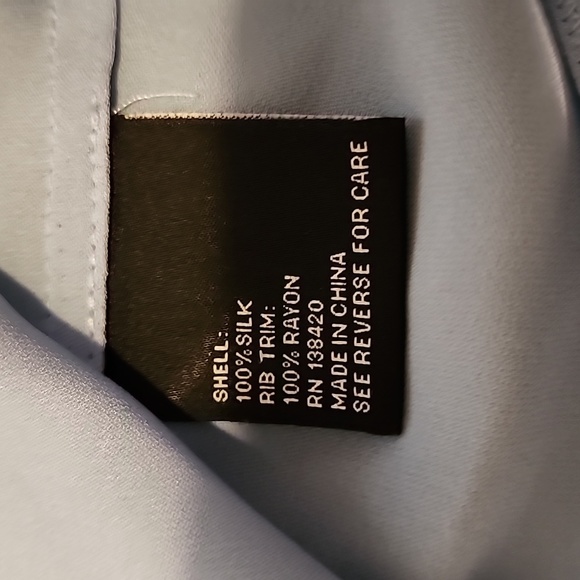 SHELL:
100% SILK
RIB TRIM:
100% RAYON
RN 138420
MADE IN CHINA
SEE REVERSE FOR CARE